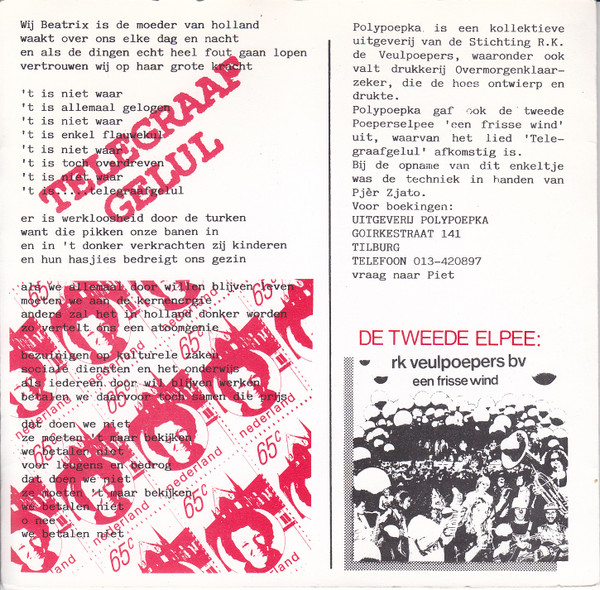 Wij Beatrix is de moeder van holland
waakt over ons elke dag en nacht
en als de dingen echt heel fout gaan lopen
vertrouwen wij op haar grote kracht
't is niet waar
't is allemaal gelogen
't is niet waar
't is enkel flauwekul
't is niet waar
't is toch overdreven
't is niet waar
't is.....telegraafgelul
TELEGRAAF
GELUL
er is werkloosheid door de turken
want die pikken onze banen in
en in 't donker verkrachten zij kinderen
en hun hasjies bedreigt ons gezin
als we allemaal door willen blijven leven
moeten we aan de kernenergie
anders zal het in holland donker worden
zo vertelt ons een atoomgenie
bezuinigen op kulturele zaken
sociale diensten en het onderwijs
als iedereen door wil blijven werken
betalen we daarvoor toch samen die prijs
dat doen we niet
ze moeten 't maar bekijken
we betalen niet
voor leugens en bedrog
dat doen we niet
ze moeten 't maar bekijken
we betalen niet
o nee
we betalen niet
65c
nederland
Polypoepka is een kollektieve
uitgeverij van de Stichting R.K.
de Veulpoepers, waaronder ook
valt drukkerij Overmorgenklaar-
zeker, die de hoes ontwierp en
drukte.
Polypoepka gaf ook de tweede
Poeperselpee 'een frisse wind'
uit, waarvan het lied 'Tele-
graafgelul' afkomstig is.
Bij de opname van dit enkeltje
was de techniek in handen van
Pjèr Zjato.
Voor boekingen:
UITGEVERIJ POLYPOEPKA
GOIRKESTRAAT 141
TILBURG
TELEFOON 013-420897
vraag naar Piet
DE TWEEDE ELPEE:
rk veulpoepers bv
een frisse wind